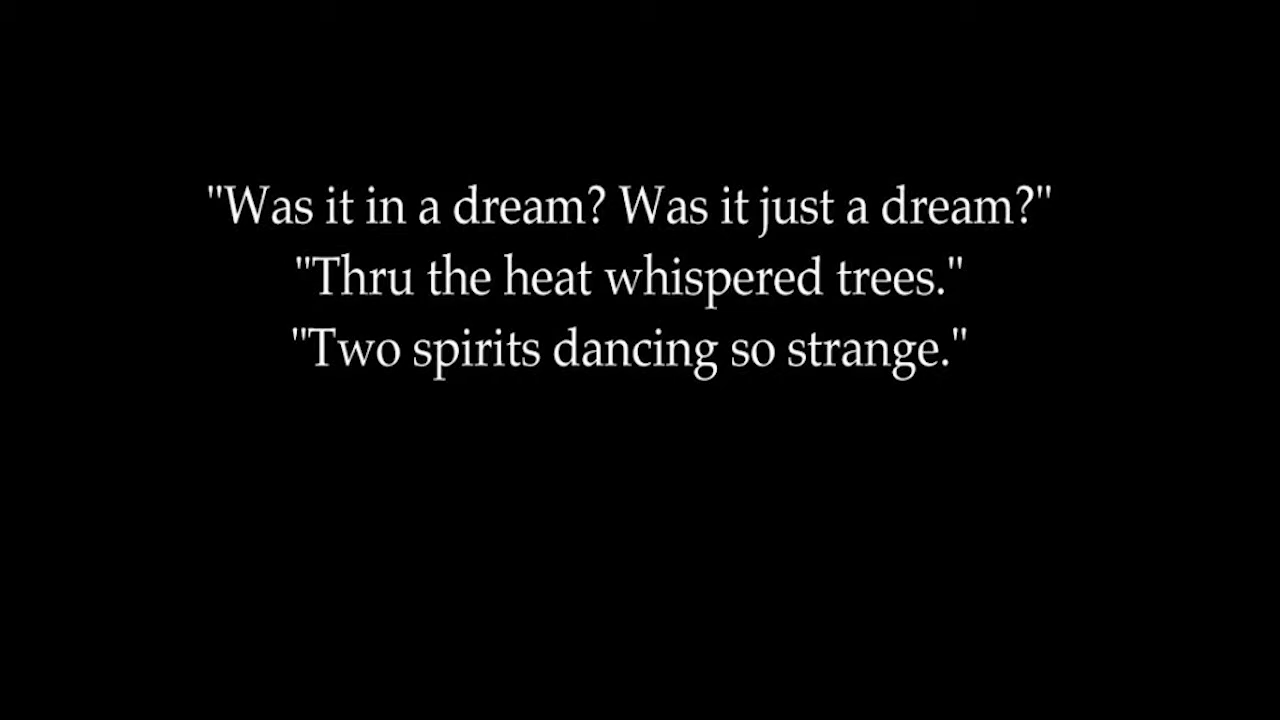 "Was it in a dream? Was it just a dream?"
"Thru the heat whispered trees."
"Two spirits dancing so strange."